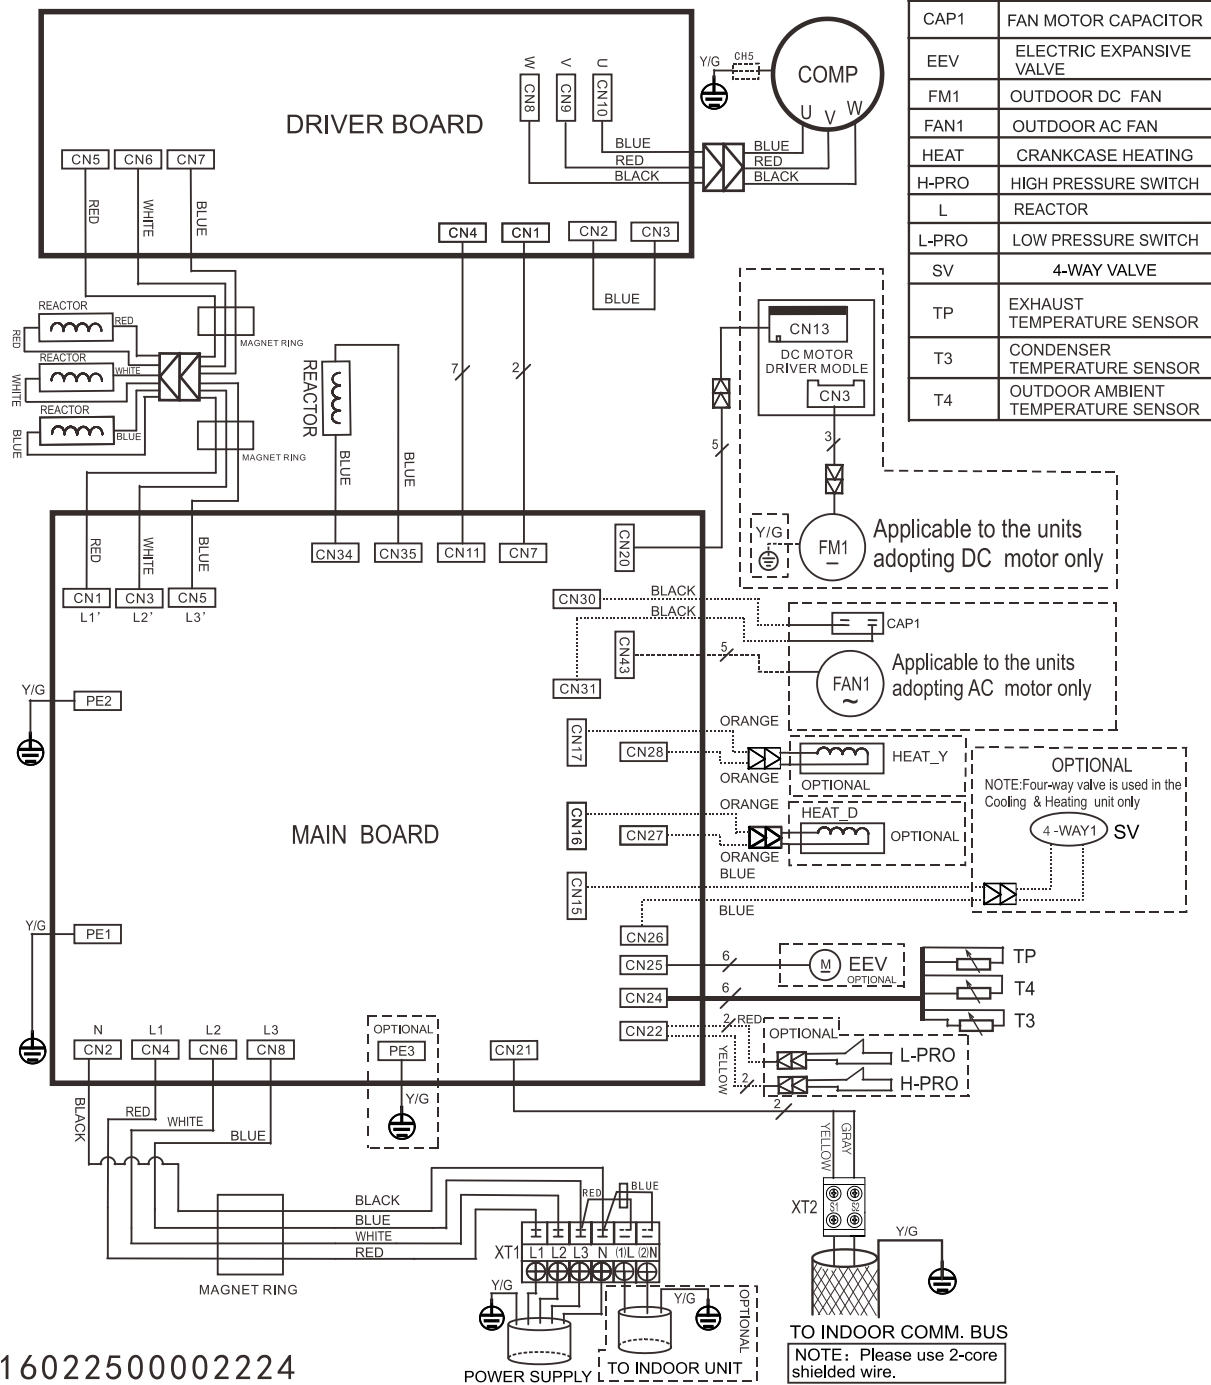 CAP1 FAN MOTOR CAPACITOR
EEV ELECTRIC EXPANSIVE
VALVE
FM1 OUTDOOR DC FAN
FAN1 OUTDOOR AC FAN
HEAT CRANKCASE HEATING
H-PRO HIGH PRESSURE SWITCH
L REACTOR
L-PRO LOW PRESSURE SWITCH
SV 4-WAY VALVE
TP EXHAUST
TEMPERATURE SENSOR
T3 CONDENSER
TEMPERATURE SENSOR
T4 OUTDOOR AMBIENT
TEMPERATURE SENSOR
DRIVER BOARD
W V U
CN8 CN9 CN10
Y/G CH5
COMP
U V W
BLUE BLUE
RED RED
BLACK BLACK
CN5 CN6 CN7
RED WHITE BLUE
CN4 CN1 CN2 CN3
BLUE
REACTOR
RED
RED
MAGNET RING
REACTOR
WHITE
WHITE
REACTOR
BLUE
BLUE
MAGNET RING
REACTOR
BLUE BLUE
7 2
CN13
DC MOTOR
DRIVER MODLE
CN3
5 3
Y/G
FM1
–
Applicable to the units
adopting DC motor only
RED WHITE BLUE
CN34 CN35 CN11 CN7 CN20
CN1 CN3 CN5
L1' L2' L3'
CN30 BLACK
BLACK
CAP1
CN43 5
CN31
FAN1
~
Applicable to the units
adopting AC motor only
Y/G PE2
CN17 CN28
ORANGE
ORANGE
HEAT_Y
OPTIONAL
MAIN BOARD
CN16 CN27
ORANGE
ORANGE
HEAT_D
OPTIONAL
OPTIONAL
NOTE:Four-way valve is used in the
Cooling & Heating unit only
4-WAY1 SV
CN15 BLUE
BLUE
CN26
Y/G PE1
CN25 6 M EEV
OPTIONAL
CN24 6
TP
T4
T3
CN22 2 RED
YELLOW 2
OPTIONAL
L-PRO
H-PRO
N L1 L2 L3
CN2 CN4 CN6 CN8
OPTIONAL
PE3
Y/G
CN21
2
BLACK RED WHITE BLUE
YELLOW GRAY
BLACK
BLUE
WHITE
RED
MAGNET RING
RED BLUE
XT1 L1 L2 L3 N (1)L (2)N
Y/G Y/G
OPTIONAL
POWER SUPPLY TO INDOOR UNIT
XT2 S1 S2
Y/G
TO INDOOR COMM. BUS
NOTE: Please use 2-core
shielded wire.
16022500002224